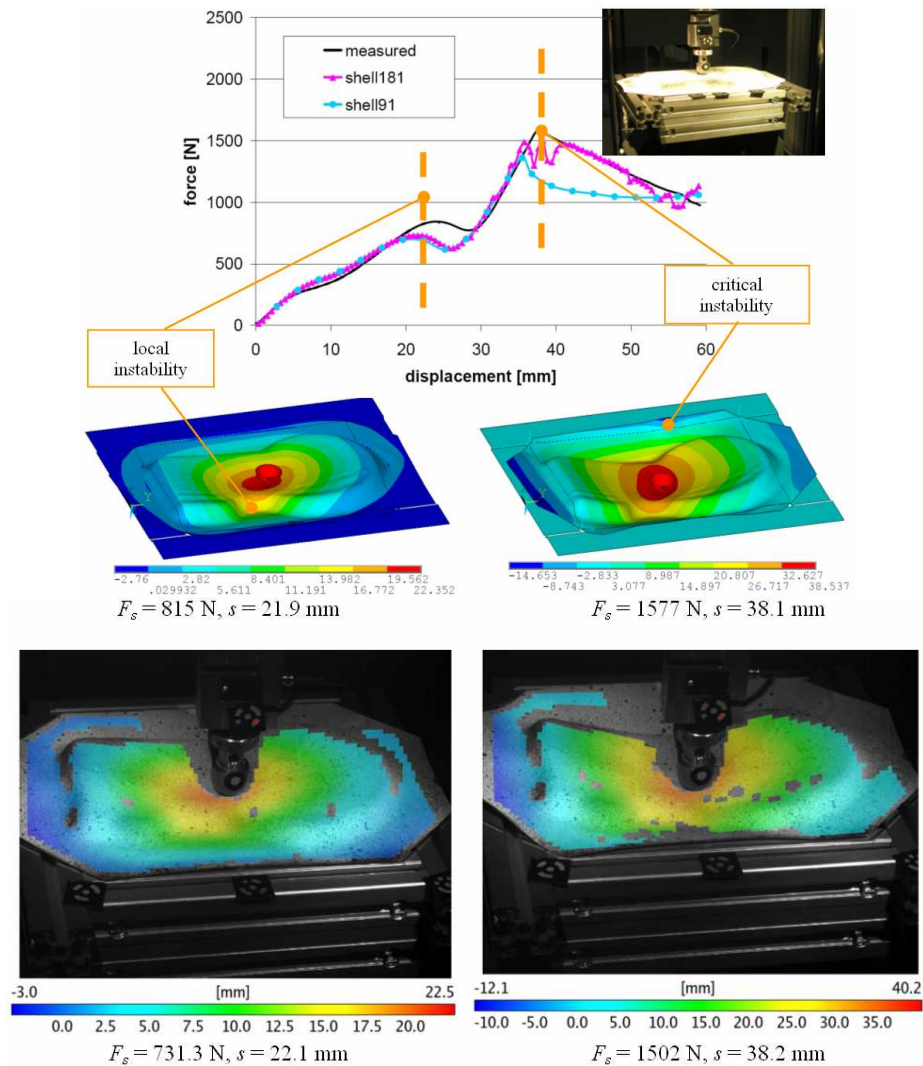 2500
2000
1500
1000
500
0
force [N]
measured
shell181
shell91
0 10 20 30 40 50 60
displacement [mm]
local
instability
critical
instability
Y
-2.76 2.82 8.401 13.982 19.562
.029932 5.611 11.191 16.772 22.352
Fs = 815 N, s = 21.9 mm
Y
-14.653 -2.833 8.987 20.807 32.627
-8.743 3.077 14.897 26.717 38.537
Fs = 1577 N, s = 38.1 mm
-3.0 [mm] 22.5
0.0 2.5 5.0 7.5 10.0 12.5 15.0 17.5 20.0
Fs = 731.3 N, s = 22.1 mm
-12.1 [mm] 40.2
-10.0 -5.0 0.0 5.0 10.0 15.0 20.0 25.0 30.0 35.0
Fs = 1502 N, s = 38.2 mm